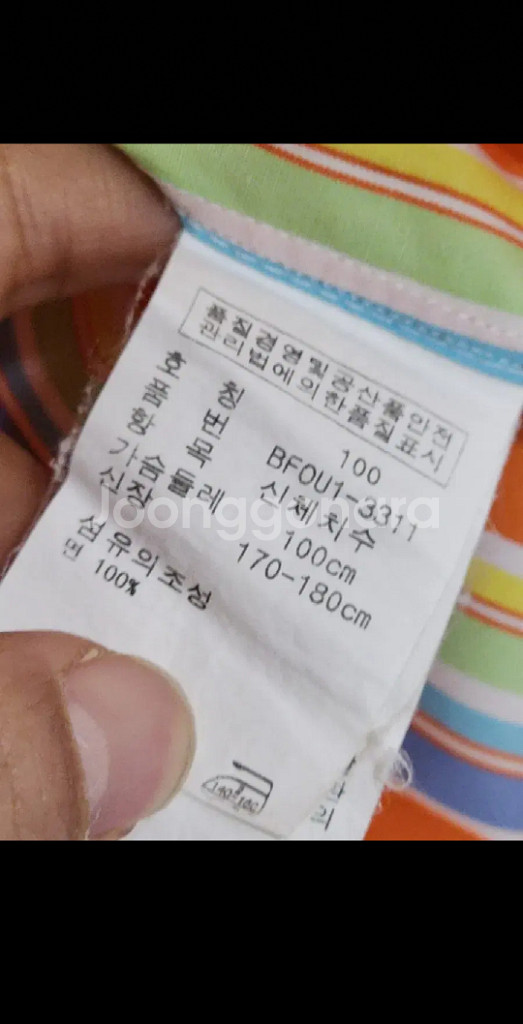 품질경영및공산품안전
관리법에의한품질표시
호 칭 100
품 번 BFOU1-3311
항 목 신체치수
가슴둘레 100cm
신장 170-180cm
섬유의조성
면 100%
Joonggonara